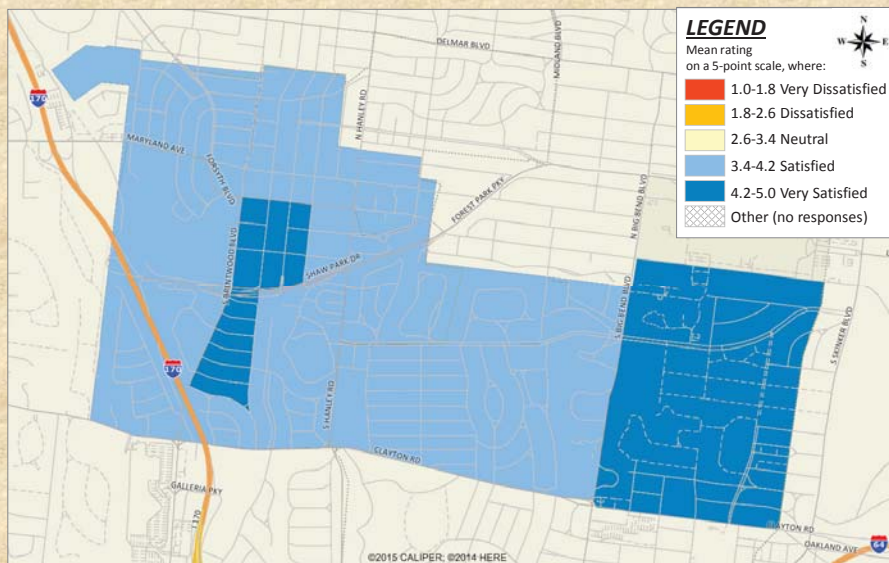 LEGEND
Mean rating
on a 5-point scale, where:
1.0-1.8 Very Dissatisfied
1.8-2.6 Dissatisfied
2.6-3.4 Neutral
3.4-4.2 Satisfied
4.2-5.0 Very Satisfied
Other (no responses)
N
W
E
S
DELMAR BLVD
MIDLAND BLVD
170
N HANLEY RD
MARYLAND AVE
FORSYTH BLVD
FOREST PARK PKY
N BIG BEND BLVD
S BRENTWOOD BLVD
SHAW PARK DR
S BIG BEND BLVD
S SKINKER BLVD
170
S HANLEY RD
CLAYTON RD
GALLERIA PKY
I 170
CLAYTON RD
OAKLAND AVE
64
©2015 CALIPER; ©2014 HERE